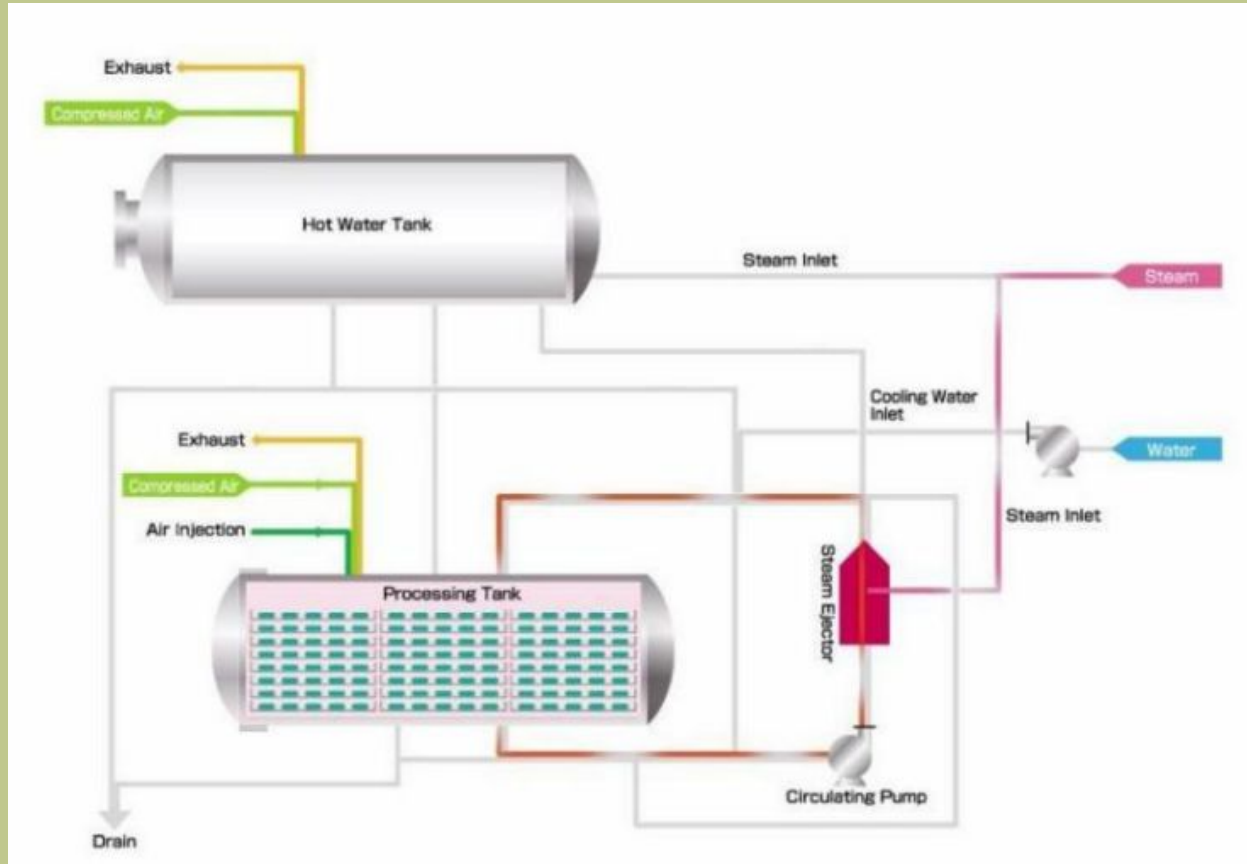 Exhaust
Compressed Air
Hot Water Tank
Steam Inlet
Steam
Cooling Water
Inlet
Exhaust
Water
Compressed Air
Steam Inlet
Air Injection
Processing Tank
Steam Ejector
Circulating Pump
Drain